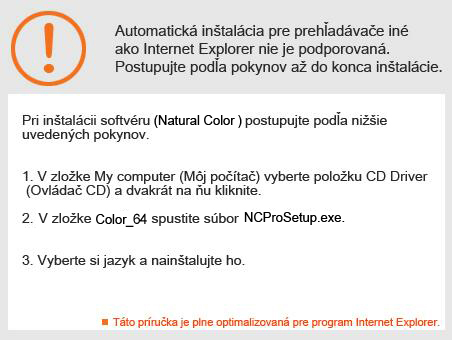 Automatická inštalácia pre prehľadávače iné
ako Internet Explorer nie je podporovaná.
Postupujte podľa pokynov až do konca inštalácie.
Pri inštalácii softvéru (Natural Color ) postupujte podľa nižšie
uvedených pokynov.
1. V zložke My computer (Môj počítač) vyberte položku CD Driver
(Ovládač CD) a dvakrát na ňu kliknite.
2. V zložke Color_64 spustite súbor NCProSetup.exe.
3. Vyberte si jazyk a nainštalujte ho.
Táto príručka je plne optimalizovaná pre program Internet Explorer.